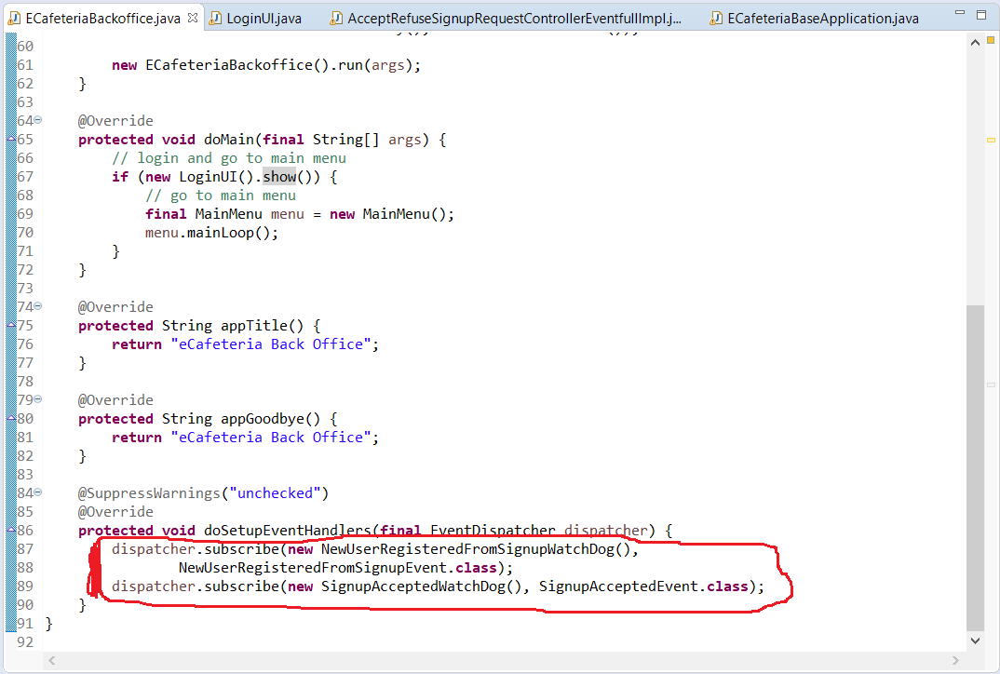 ECafeteriaBackoffice.java LoginUI.java AcceptRefuseSignupRequestControllerEventfullImpl.j... ECafeteriaBaseApplication.java
60
61 new ECafeteriaBackoffice().run(args);
62 }
63
64 @Override
65 protected void doMain(final String[] args) {
66 // login and go to main menu
67 if (new LoginUI().show()) {
68 // go to main menu
69 final MainMenu menu = new MainMenu();
70 menu.mainLoop();
71 }
72 }
73
74 @Override
75 protected String appTitle() {
76 return "eCafeteria Back Office";
77 }
78
79 @Override
80 protected String appGoodbye() {
81 return "eCafeteria Back Office";
82 }
83
84 @SuppressWarnings("unchecked")
85 @Override
86 protected void doSetupEventHandlers(final EventDispatcher dispatcher) {
87 dispatcher.subscribe(new NewUserRegisteredFromSignupWatchDog(),
88 NewUserRegisteredFromSignupEvent.class);
89 dispatcher.subscribe(new SignupAcceptedWatchDog(), SignupAcceptedEvent.class);
90 }
91 }
92